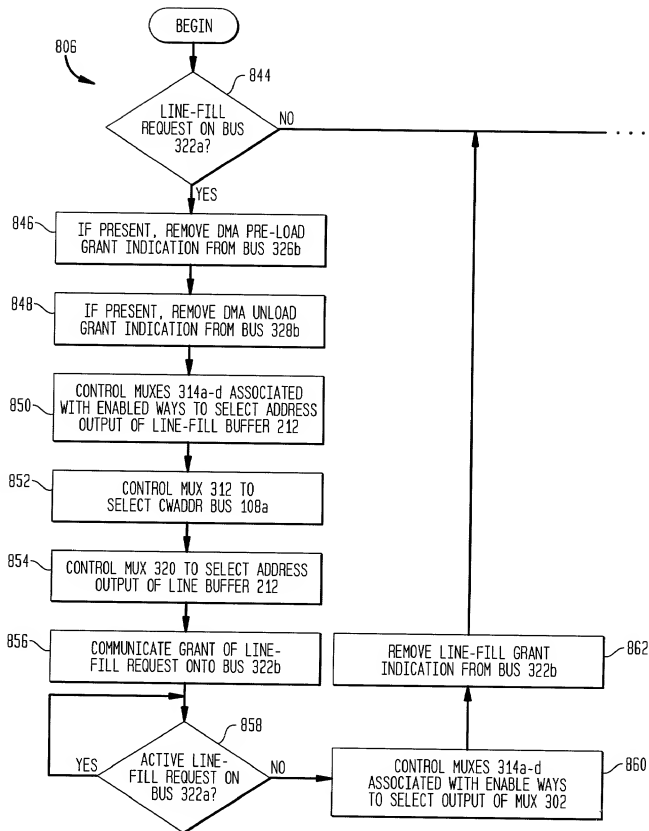 BEGIN
806
844
LINE-FILL
REQUEST ON BUS
322a?
NO
...
YES
846
IF PRESENT, REMOVE DMA PRE-LOAD
GRANT INDICATION FROM BUS 326b
848
IF PRESENT, REMOVE DMA UNLOAD
GRANT INDICATION FROM BUS 328b
850
CONTROL MUXES 314a-d ASSOCIATED
WITH ENABLED WAYS TO SELECT ADDRESS
OUTPUT OF LINE-FILL BUFFER 212
852
CONTROL MUX 312 TO
SELECT CWADDR BUS 108a
854
CONTROL MUX 320 TO SELECT ADDRESS
OUTPUT OF LINE BUFFER 212
856
COMMUNICATE GRANT OF LINE-
FILL REQUEST ONTO BUS 322b
REMOVE LINE-FILL GRANT
INDICATION FROM BUS 322b
862
858
YES
ACTIVE LINE-
FILL REQUEST ON
BUS 322a?
NO
CONTROL MUXES 314a-d
ASSOCIATED WITH ENABLE WAYS
TO SELECT OUTPUT OF MUX 302
860